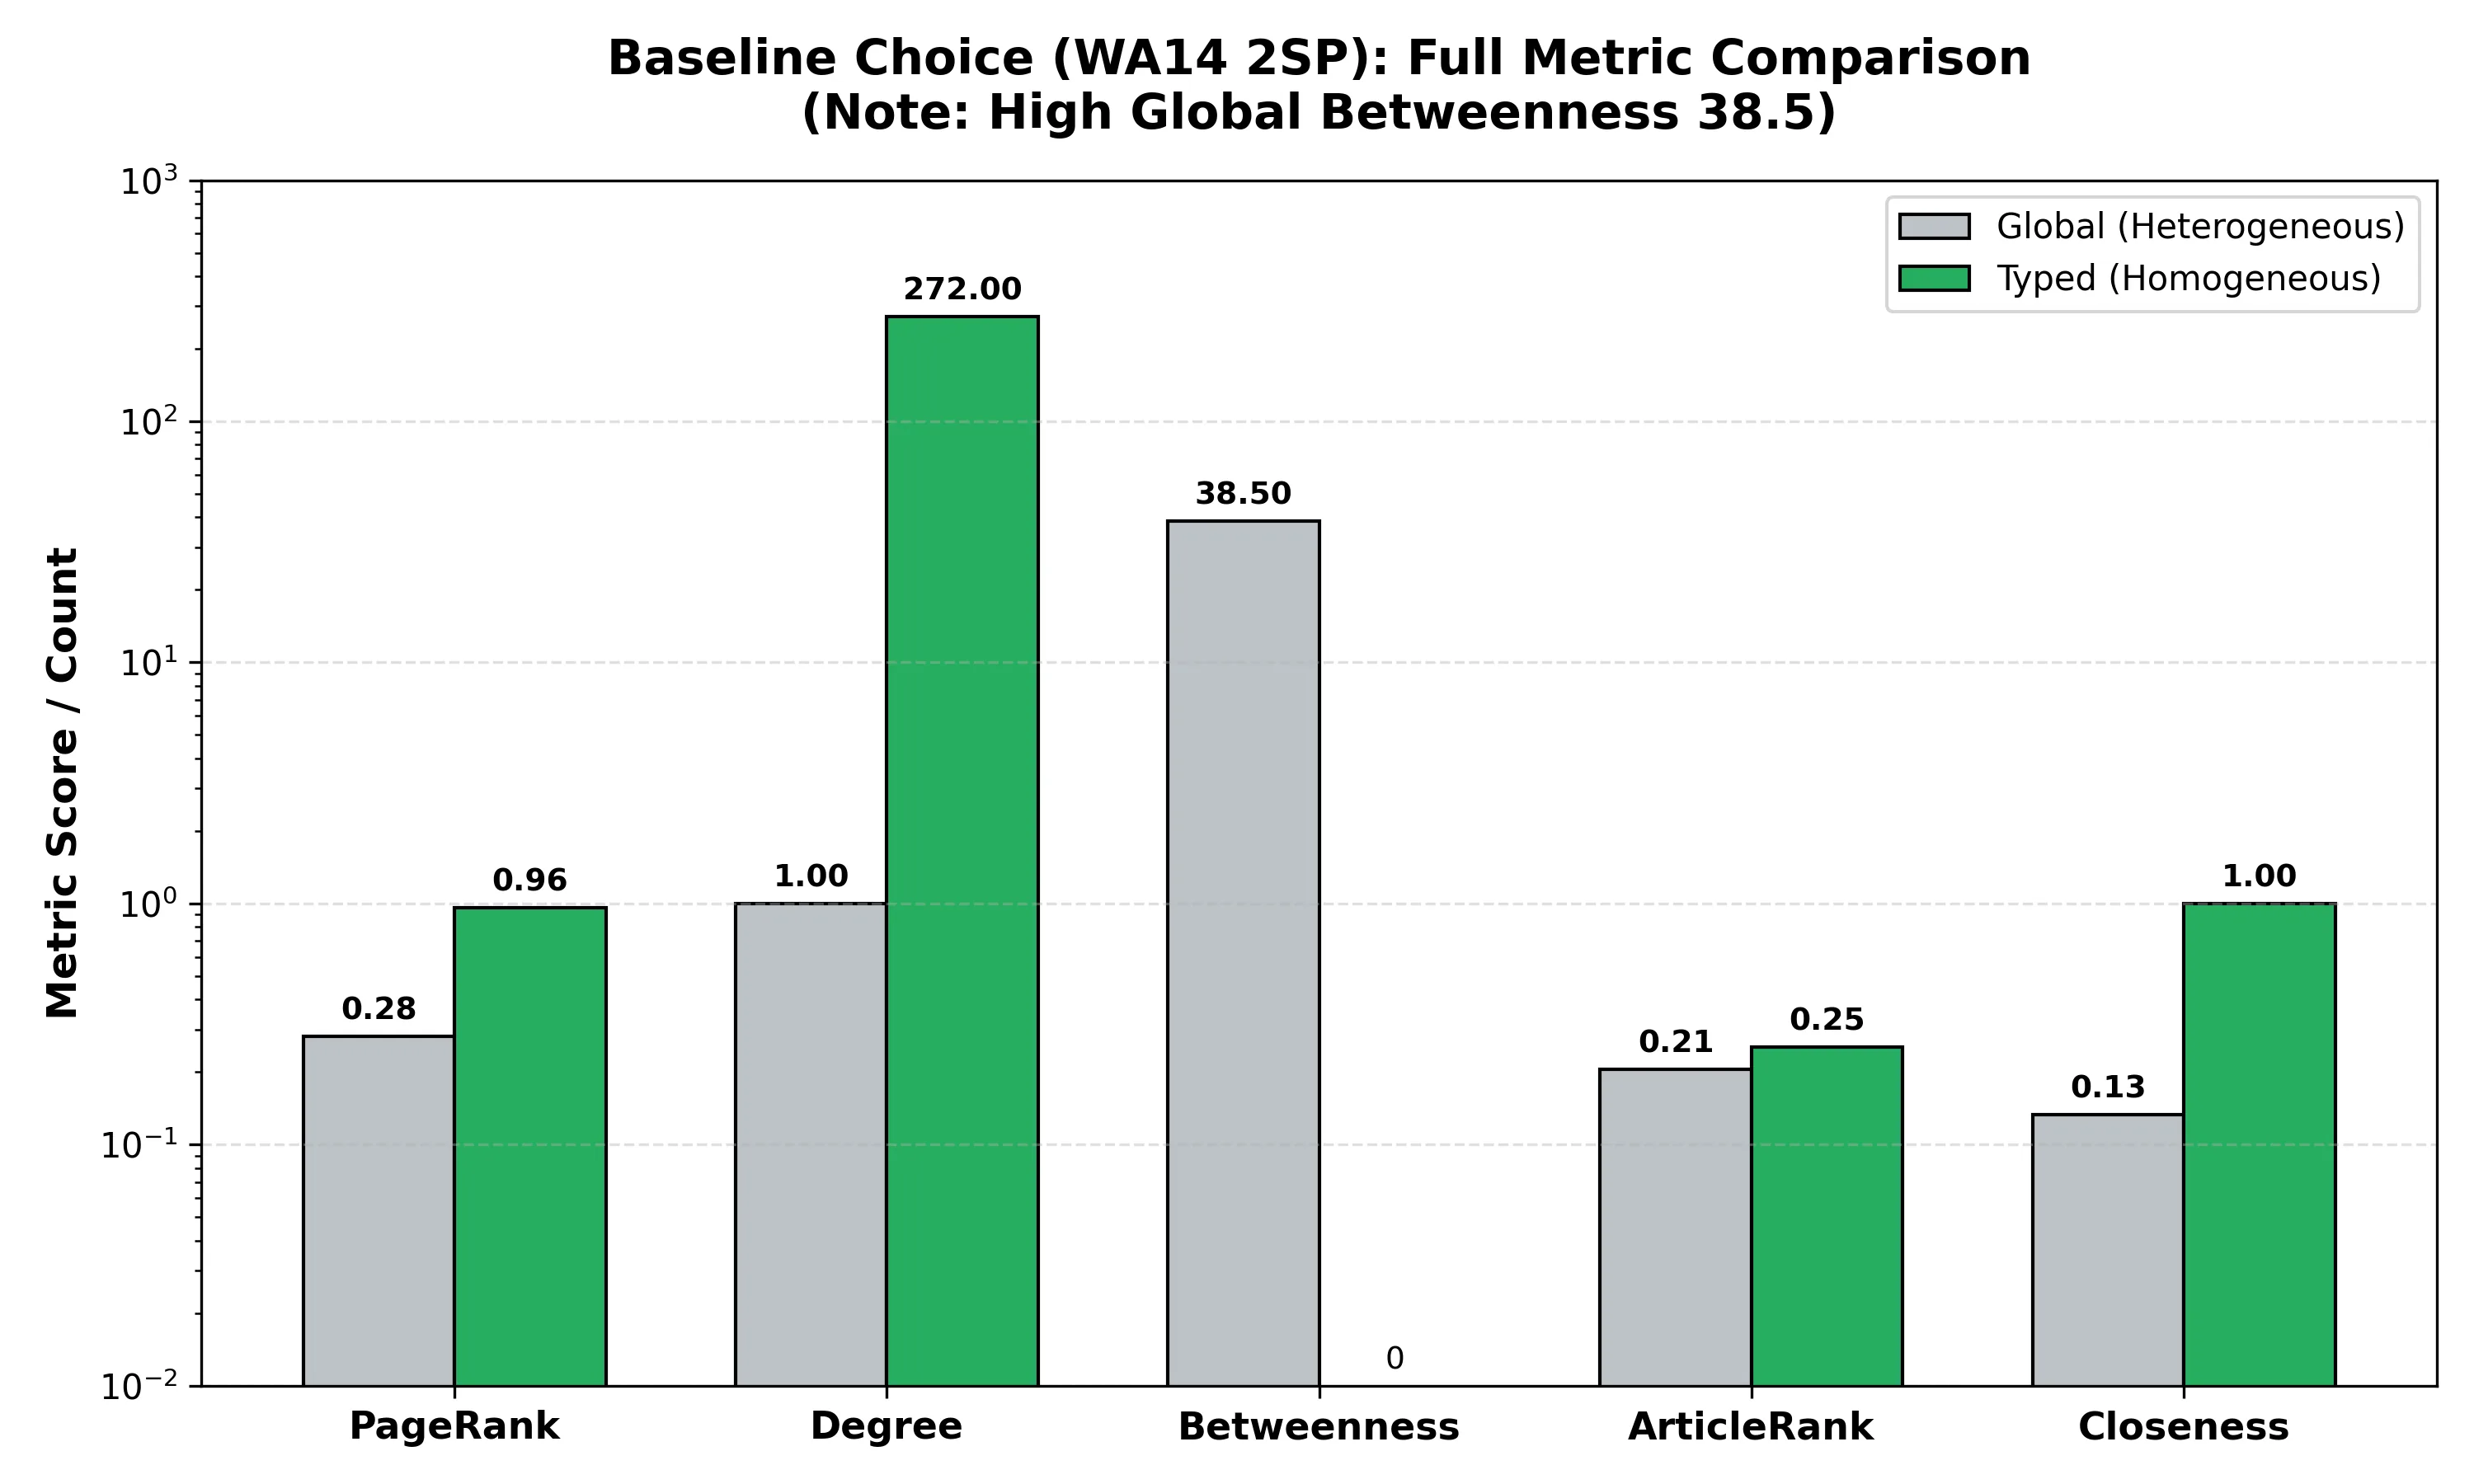 Baseline Choice (WA14 2SP): Full Metric Comparison
(Note: High Global Betweenness 38.5)
Metric Score / Count
10³
10²
10¹
10⁰
10⁻¹
10⁻²
Global (Heterogeneous)
Typed (Homogeneous)
0.28
0.96
1.00
272.00
38.50
0
0.21
0.25
0.13
1.00
PageRank
Degree
Betweenness
ArticleRank
Closeness